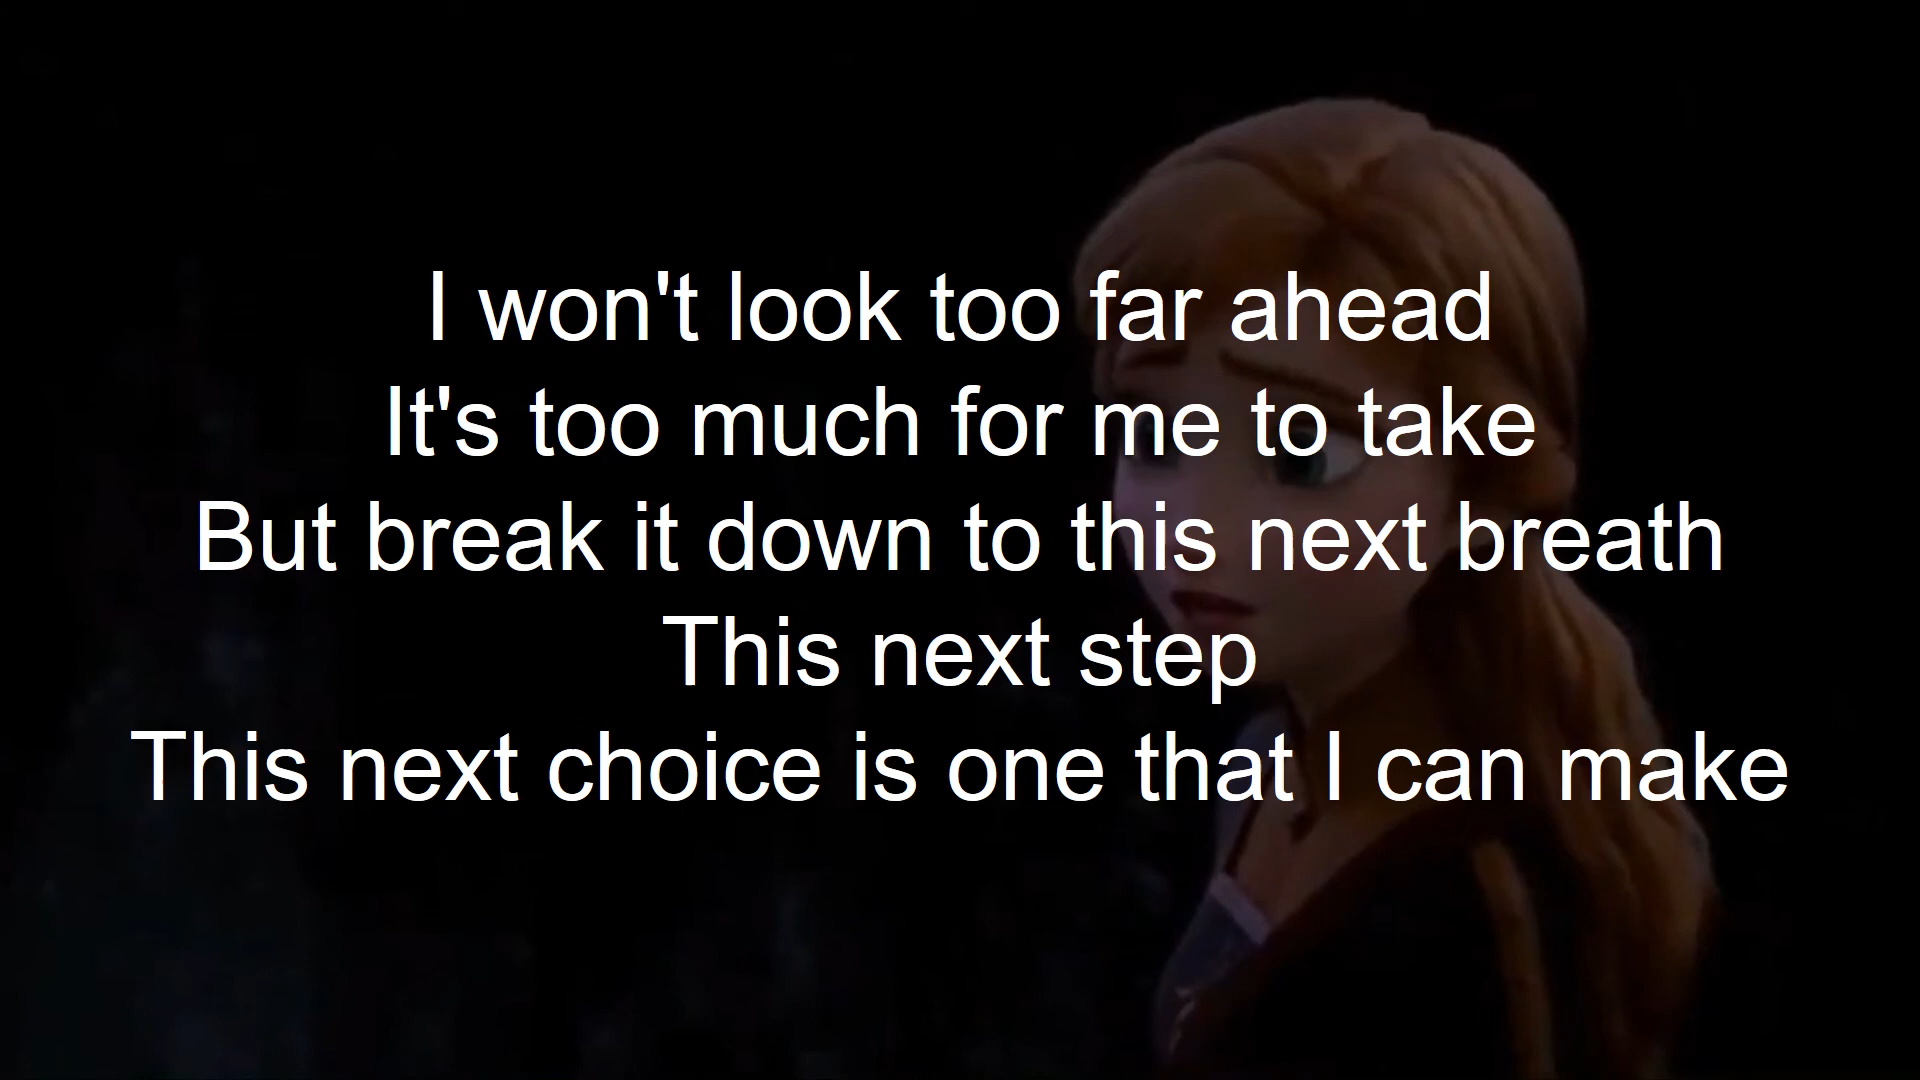 I won't look too far ahead
It's too much for me to take
But break it down to this next breath
This next step
This next choice is one that I can make